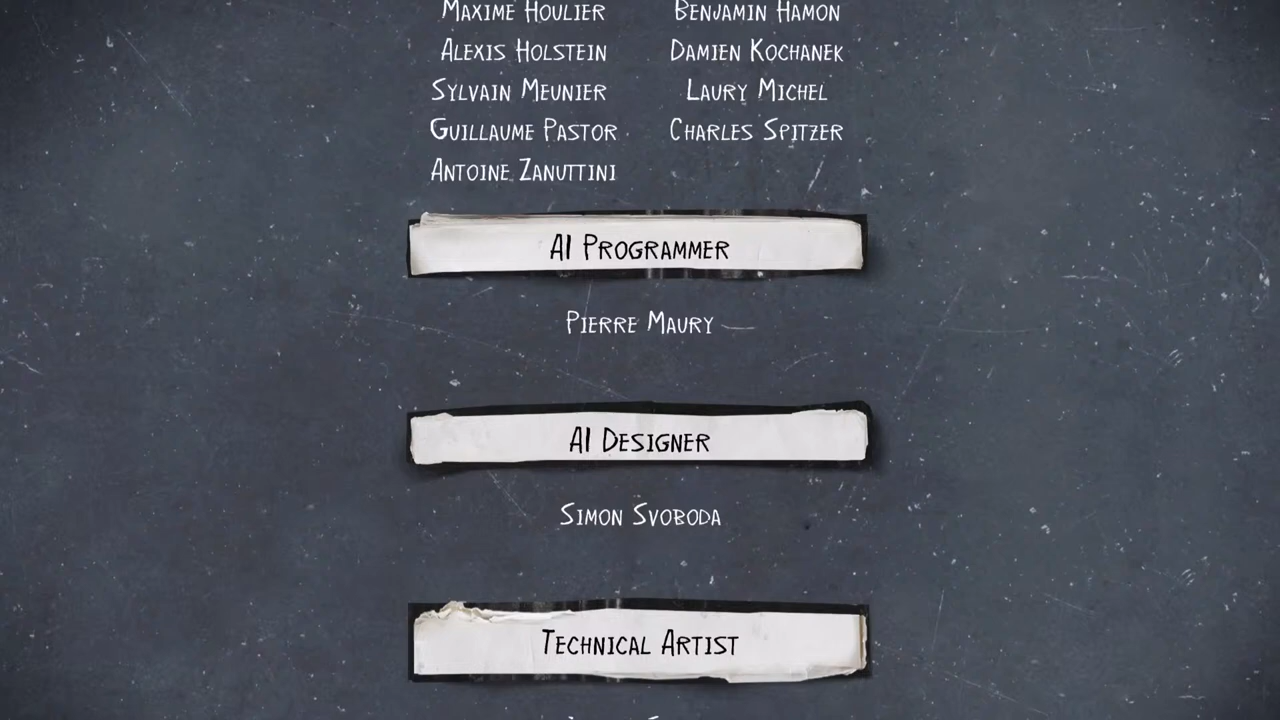 Maxime Houlier Benjamin Hamon
Alexis Holstein Damien Kochanek
Sylvain Meunier Laury Michel
Guillaume Pastor Charles Spitzer
Antoine Zanuttini
AI Programmer
Pierre Maury
AI Designer
Simon Svoboda
Technical Artist